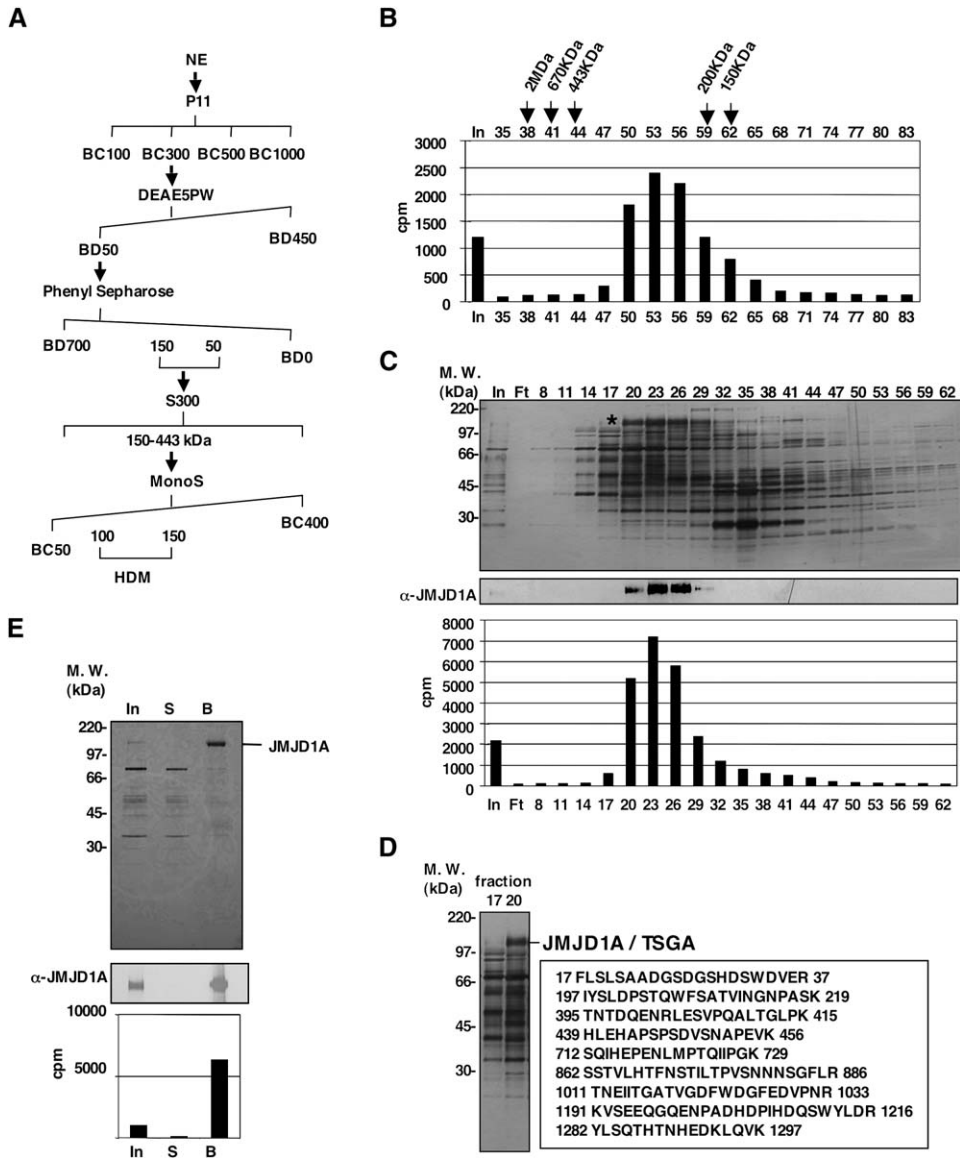 A
NE
P11
BC100 BC300 BC500 BC1000
DEAE5PW
BD50 BD450
Phenyl Sepharose
BD700 150 50 BD0
S300
150-443 kDa
MonoS
BC50 100 150 BC400
HDM
B
2MDa 670KDa 443KDa 200KDa 150KDa
In 35 38 41 44 47 50 53 56 59 62 65 68 71 74 77 80 83
3000
2500
2000
1500
1000
500
0
cpm
In 35 38 41 44 47 50 53 56 59 62 65 68 71 74 77 80 83
C
M. W.
(kDa) In Ft 8 11 14 17 20 23 26 29 32 35 38 41 44 47 50 53 56 59 62
220-
97-
66-
45-
30-
*
α-JMJD1A
8000
7000
6000
5000
4000
3000
2000
1000
0
cpm
In Ft 8 11 14 17 20 23 26 29 32 35 38 41 44 47 50 53 56 59 62
D
M. W.
(kDa) fraction
17 20
220-
97-
66-
45-
30-
JMJD1A / TSGA
17 FLSLSAADGSDGSHDSWDVER 37
197 IYSLDPSTQWFSATVINGNPASK 219
395 TNTDQENRLESVPQALTGLPK 415
439 HLEHAPSPSDVSNAPEVK 456
712 SQIHEPENLMPTQIIPGK 729
862 SSTVLHTFNSTILTPVSNNNSGFLR 886
1011 TNEIITGATVGDFWDGFEDVPNR 1033
1191 KVSEEQGQENPADHDPIHDQSWYLDR 1216
1282 YLSQTHTNHEDKLQVK 1297
E
M. W.
(kDa) In S B
220-
97-
66-
45-
30-
JMJD1A
α-JMJD1A
10000
5000
cpm
In S B